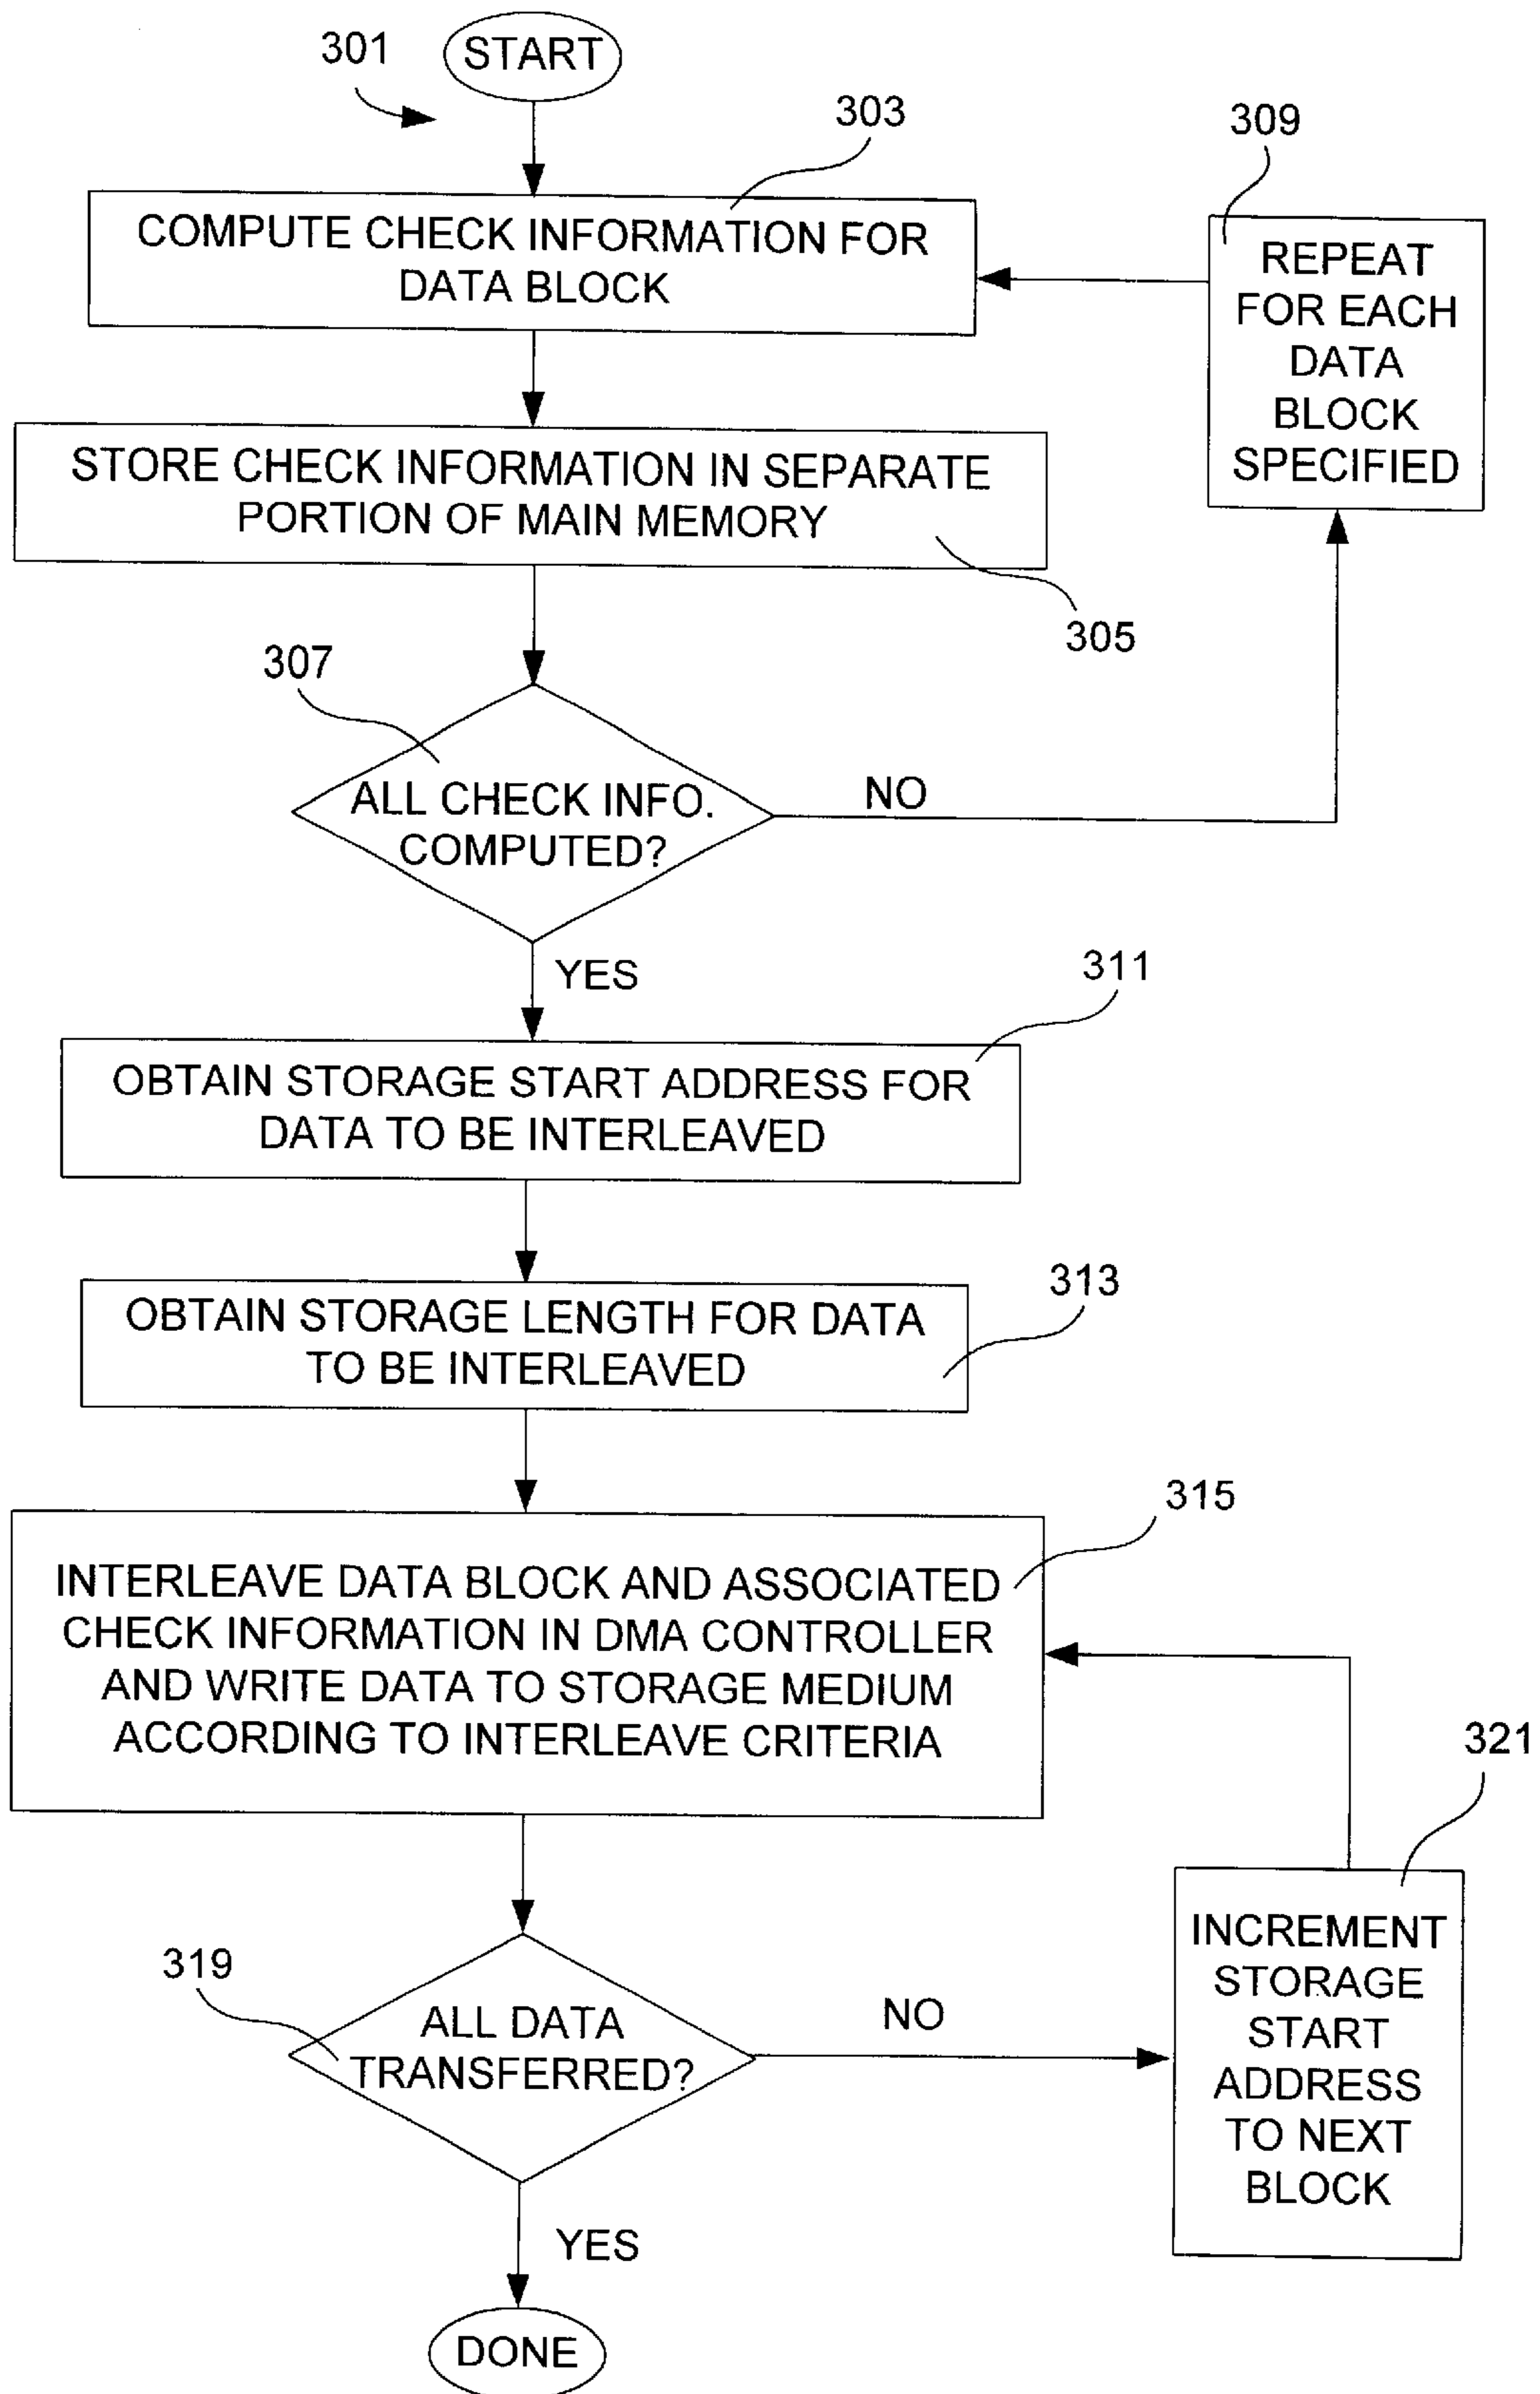 START
301
303
COMPUTE CHECK INFORMATION FOR
DATA BLOCK
309
REPEAT
FOR EACH
DATA
BLOCK
SPECIFIED
STORE CHECK INFORMATION IN SEPARATE
PORTION OF MAIN MEMORY
305
307
ALL CHECK INFO.
COMPUTED?
NO
YES
311
OBTAIN STORAGE START ADDRESS FOR
DATA TO BE INTERLEAVED
313
OBTAIN STORAGE LENGTH FOR DATA
TO BE INTERLEAVED
315
INTERLEAVE DATA BLOCK AND ASSOCIATED
CHECK INFORMATION IN DMA CONTROLLER
AND WRITE DATA TO STORAGE MEDIUM
ACCORDING TO INTERLEAVE CRITERIA
319
ALL DATA
TRANSFERRED?
NO
321
INCREMENT
STORAGE
START
ADDRESS
TO NEXT
BLOCK
YES
DONE